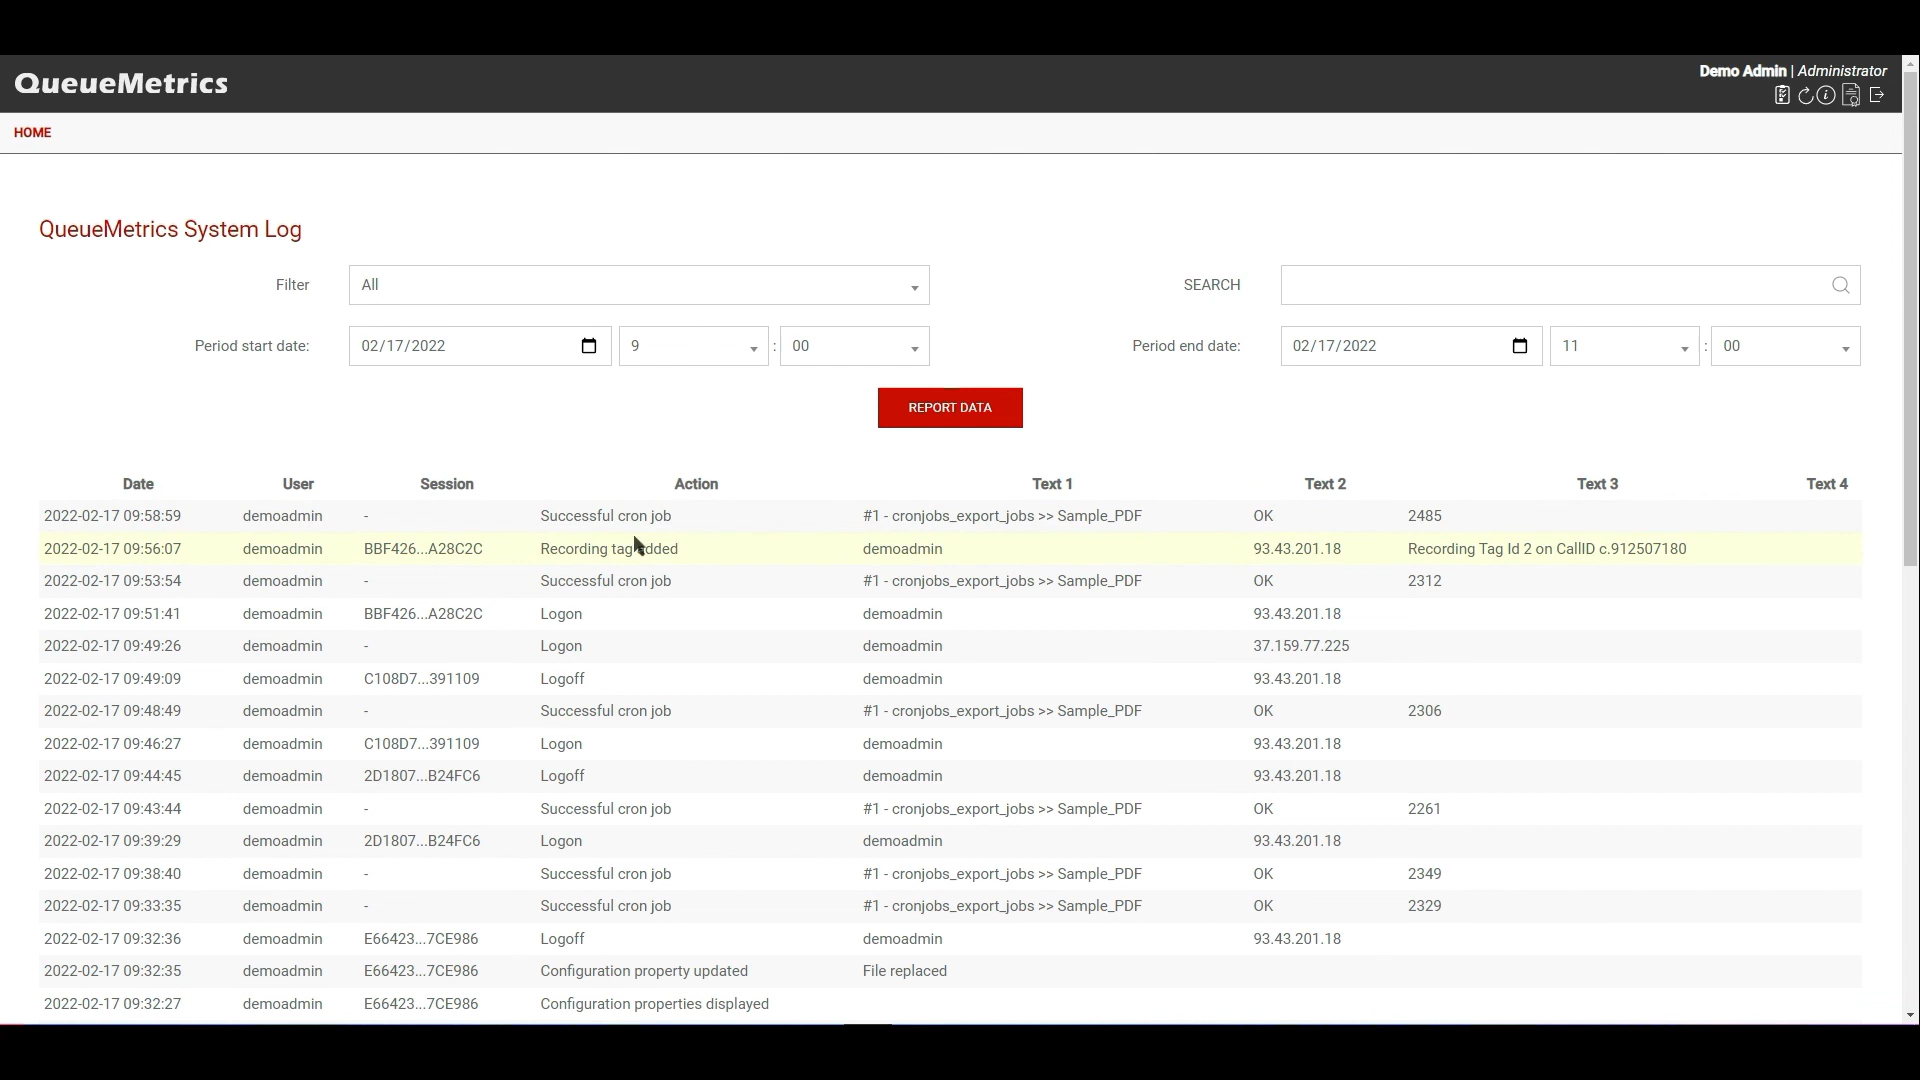 QueueMetrics
Demo Admin | Administrator
HOME
QueueMetrics System Log
Filter All SEARCH
Period start date: 02/17/2022 9 : 00 Period end date: 02/17/2022 11 : 00
REPORT DATA
Date User Session Action Text 1 Text 2 Text 3 Text 4
2022-02-17 09:58:59 demoadmin - Successful cron job #1 - cronjobs_export_jobs >> Sample_PDF OK 2485
2022-02-17 09:56:07 demoadmin BBF426...A28C2C Recording tag added demoadmin 93.43.201.18 Recording Tag Id 2 on CallID c.912507180
2022-02-17 09:53:54 demoadmin - Successful cron job #1 - cronjobs_export_jobs >> Sample_PDF OK 2312
2022-02-17 09:51:41 demoadmin BBF426...A28C2C Logon demoadmin 93.43.201.18
2022-02-17 09:49:26 demoadmin - Logon demoadmin 37.159.77.225
2022-02-17 09:49:09 demoadmin C108D7...391109 Logoff demoadmin 93.43.201.18
2022-02-17 09:48:49 demoadmin - Successful cron job #1 - cronjobs_export_jobs >> Sample_PDF OK 2306
2022-02-17 09:46:27 demoadmin C108D7...391109 Logon demoadmin 93.43.201.18
2022-02-17 09:44:45 demoadmin 2D1807...B24FC6 Logoff demoadmin 93.43.201.18
2022-02-17 09:43:44 demoadmin - Successful cron job #1 - cronjobs_export_jobs >> Sample_PDF OK 2261
2022-02-17 09:39:29 demoadmin 2D1807...B24FC6 Logon demoadmin 93.43.201.18
2022-02-17 09:38:40 demoadmin - Successful cron job #1 - cronjobs_export_jobs >> Sample_PDF OK 2349
2022-02-17 09:33:35 demoadmin - Successful cron job #1 - cronjobs_export_jobs >> Sample_PDF OK 2329
2022-02-17 09:32:36 demoadmin E66423...7CE986 Logoff demoadmin 93.43.201.18
2022-02-17 09:32:35 demoadmin E66423...7CE986 Configuration property updated File replaced
2022-02-17 09:32:27 demoadmin E66423...7CE986 Configuration properties displayed